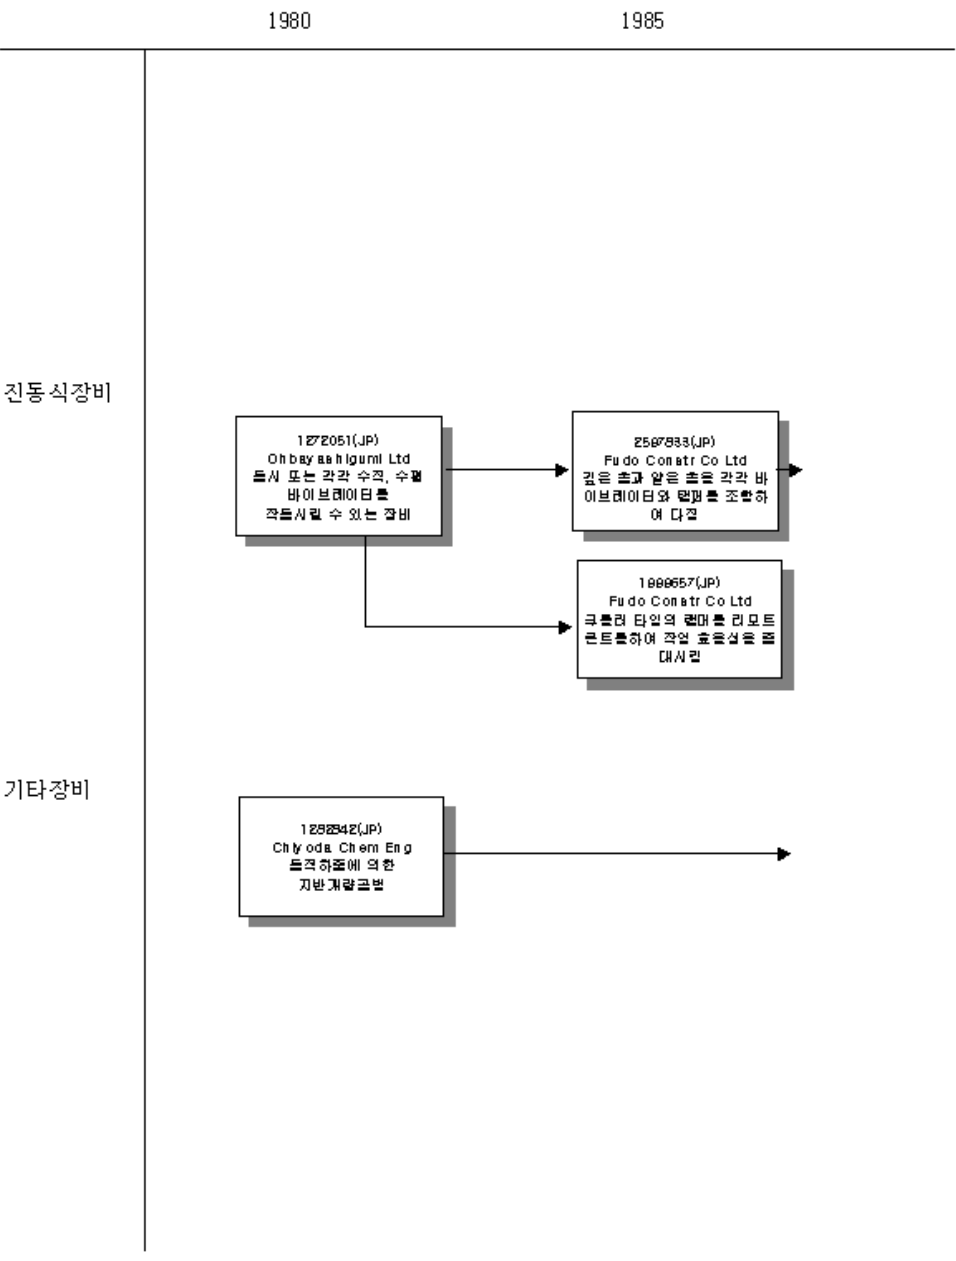 1980
1985
진동식장비
1272051(JP)
Ohbayashigumi Ltd
동시 또는 각각 수직, 수평
바이브레이터를
작동시킬 수 있는 장비
(JP)
Fudo Constr Co Ltd
깊은 층과 얕은 층을 각각 바
이브레이터와 램머를 조합하
여 다짐
(JP)
Fudo Constr Co Ltd
타입의 램머를 리모트
콘트롤하여 작업 효율성을 증
대시킴
기타장비
(JP)
Chiyoda Chem Eng
동적하중에 의한
지반개량공법